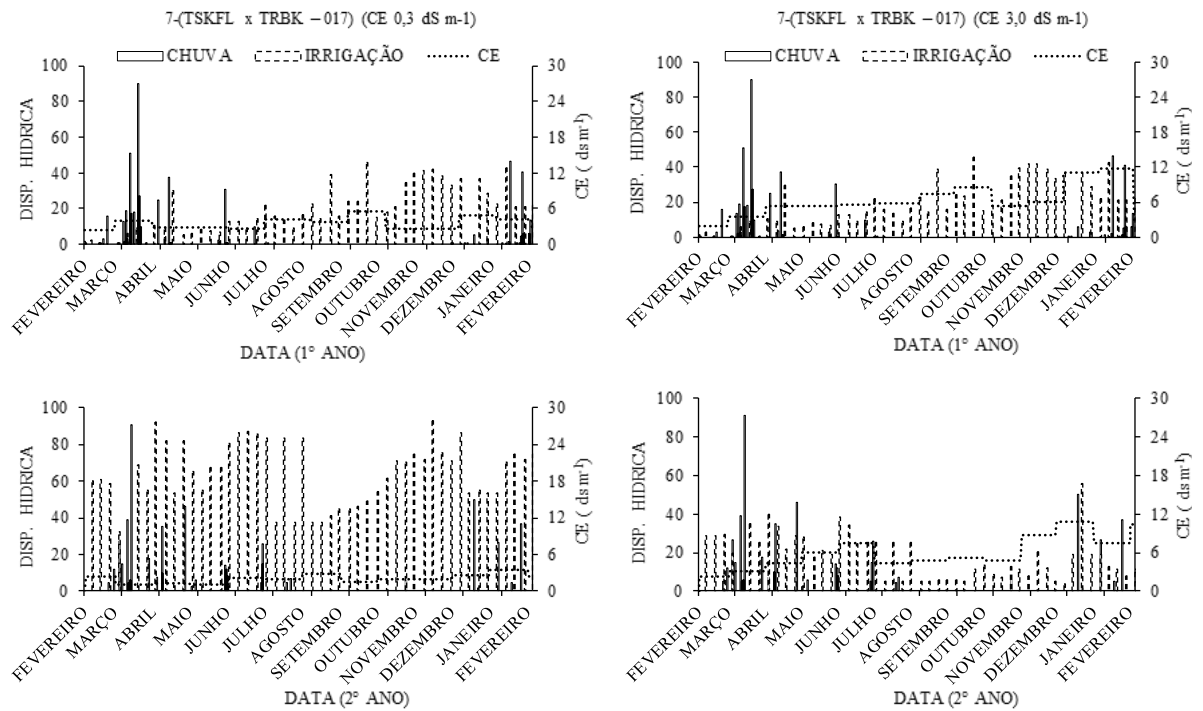 7-(TSKFL x TRBK – 017) (CE 0,3 dS m-1)
CHUVA IRRIGAÇÃO CE
100
80
60
40
20
0
DISP. HIDRICA
30
24
18
12
6
0
CE ( ds m-1)
FEVEREIRO
MARÇO
ABRIL
MAIO
JUNHO
JULHO
AGOSTO
SETEMBRO
OUTUBRO
NOVEMBRO
DEZEMBRO
JANEIRO
FEVEREIRO
DATA (1° ANO)
7-(TSKFL x TRBK – 017) (CE 3,0 dS m-1)
CHUVA IRRIGAÇÃO CE
100
80
60
40
20
0
DISP. HIDRICA
30
24
18
12
6
0
CE ( ds m-1)
FEVEREIRO
MARÇO
ABRIL
MAIO
JUNHO
JULHO
AGOSTO
SETEMBRO
OUTUBRO
NOVEMBRO
DEZEMBRO
JANEIRO
FEVEREIRO
DATA (1° ANO)
100
80
60
40
20
0
DISP. HIDRICA
30
24
18
12
6
0
CE ( ds m-1)
FEVEREIRO
MARÇO
ABRIL
MAIO
JUNHO
JULHO
AGOSTO
SETEMBRO
OUTUBRO
NOVEMBRO
DEZEMBRO
JANEIRO
FEVEREIRO
DATA (2° ANO)
100
80
60
40
20
0
DISP. HIDRICA
30
24
18
12
6
0
CE ( ds m-1)
FEVEREIRO
MARÇO
ABRIL
MAIO
JUNHO
JULHO
AGOSTO
SETEMBRO
OUTUBRO
NOVEMBRO
DEZEMBRO
JANEIRO
FEVEREIRO
DATA (2° ANO)